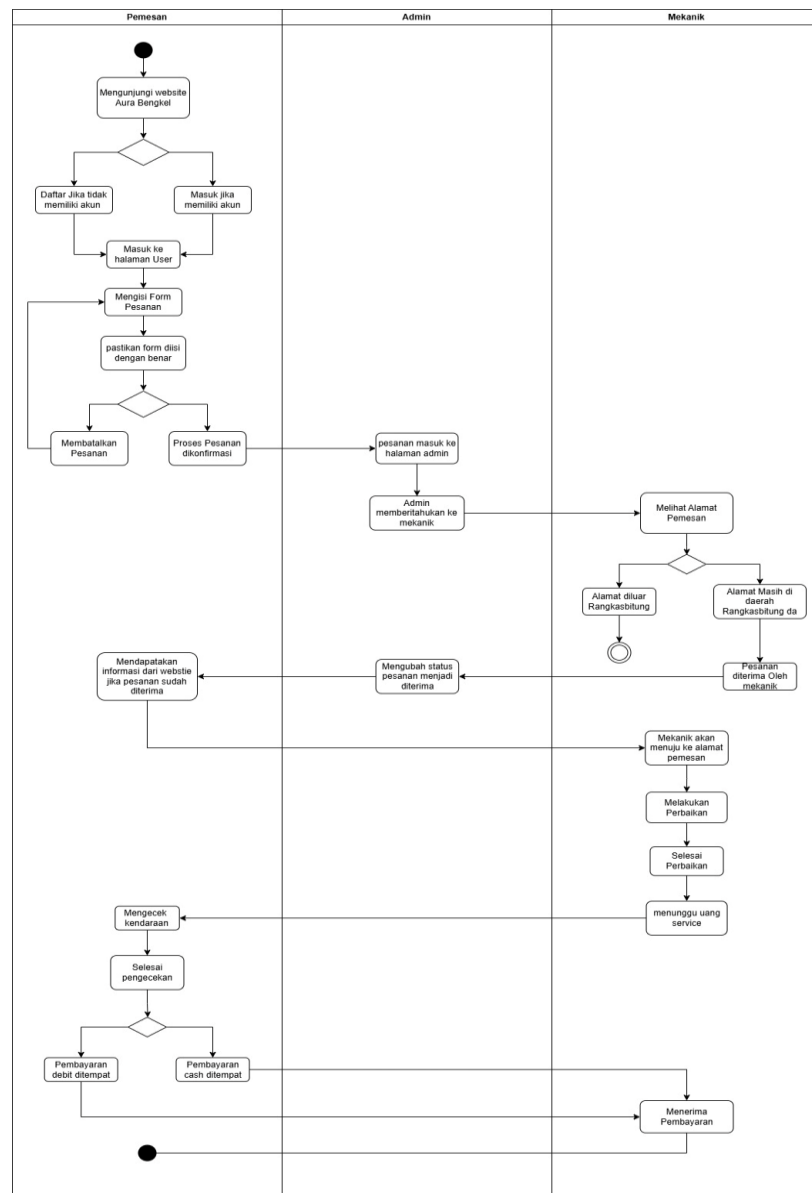 Pemesan
Admin
Mekanik
Mengunjungi website
Aura Bengkel
Daftar Jika tidak
memiliki akun
Masuk jika
memiliki akun
Masuk ke
halaman User
Mengisi Form
Pesanan
pastikan form diisi
dengan benar
Membatalkan
Pesanan
Proses Pesanan
dikonfirmasi
pesanan masuk ke
halaman admin
Admin
memberitahukan ke
mekanik
Melihat Alamat
Pemesan
Alamat diluar
Rangkasbitung
Alamat Masih di
daerah
Rangkasbitung da
Pesanan
diterima Oleh
mekanik
Mengubah status
pesanan menjadi
diterima
Mendapatakan
informasi dari webstie
jika pesanan sudah
diterima
Mekanik akan
menuju ke alamat
pemesan
Melakukan
Perbaikan
Selesai
Perbaikan
menunggu uang
service
Mengecek
kendaraan
Selesai
pengecekan
Pembayaran
debit ditempat
Pembayaran
cash ditempat
Menerima
Pembayaran